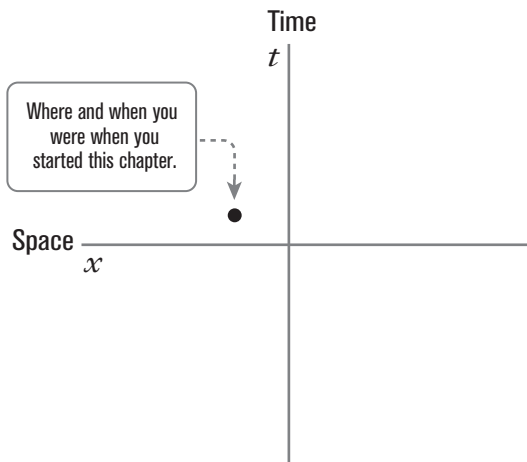 Time
t
Where and when you
were when you
started this chapter.
Space
x